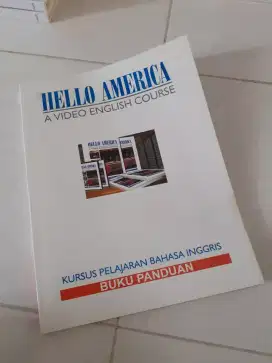 HELLO AMERICA
A VIDEO ENGLISH COURSE
KURSUS PELAJARAN BAHASA INGGRIS
BUKU PANDUAN